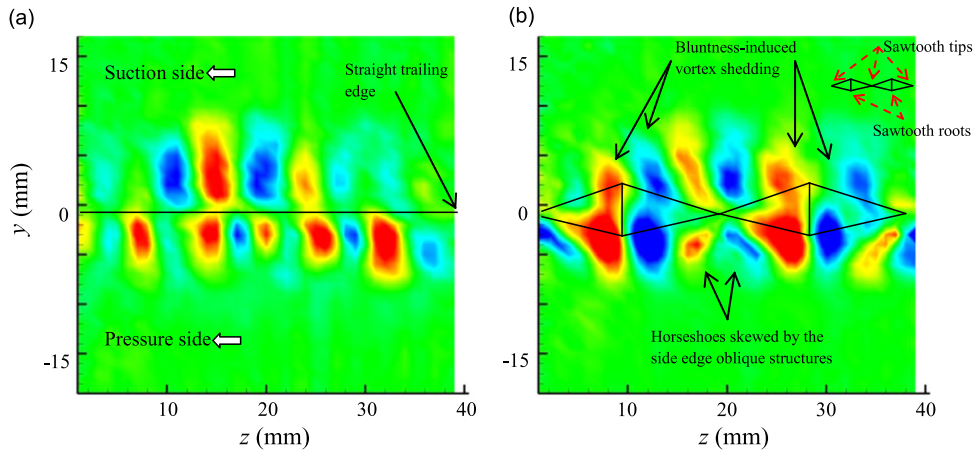 (a)
Suction side
Straight trailing
edge
Pressure side
15
0
-15
y (mm)
10
20
30
40
z (mm)
(b)
Bluntness-induced
vortex shedding
Sawtooth tips
Sawtooth roots
Horseshoes skewed by the
side edge oblique structures
15
0
-15
10
20
30
40
z (mm)